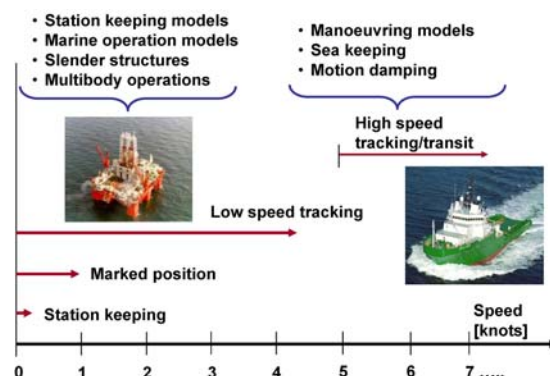 • Station keeping models
• Marine operation models
• Slender structures
• Multibody operations
• Manoeuvring models
• Sea keeping
• Motion damping
High speed
tracking/transit
Low speed tracking
Marked position
Station keeping
Speed
[knots]
0 1 2 3 4 5 6 7 .....